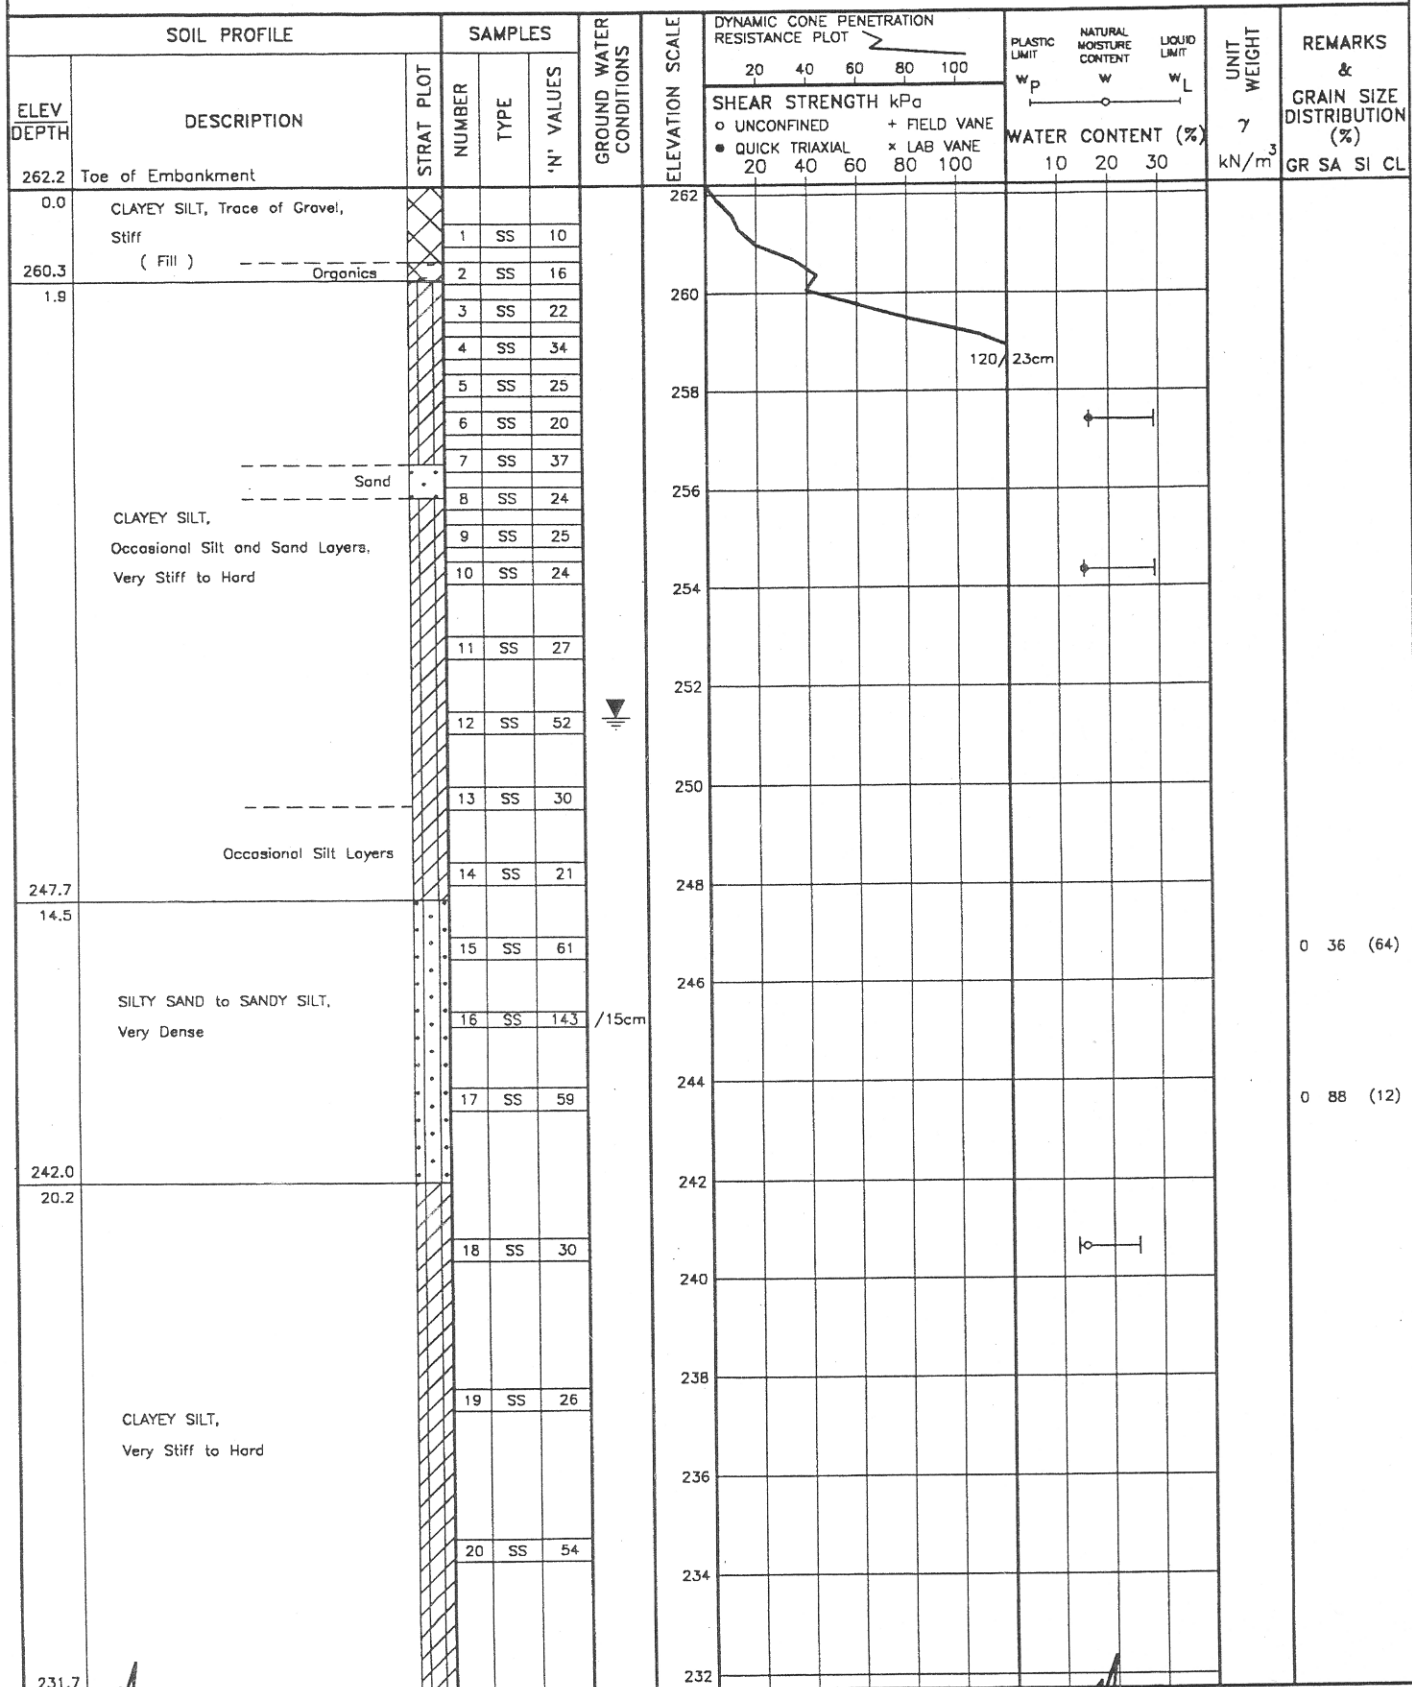 SOIL PROFILE
SAMPLES
GROUND WATER CONDITIONS
ELEVATION SCALE
DYNAMIC CONE PENETRATION
RESISTANCE PLOT
20 40 60 80 100
PLASTIC LIMIT
NATURAL MOISTURE CONTENT
LIQUID LIMIT
WP W WL
UNIT WEIGHT
γ
kN/m3
REMARKS
&
GRAIN SIZE
DISTRIBUTION
(%)
GR SA SI CL
ELEV
DEPTH
DESCRIPTION
STRAT PLOT
NUMBER
TYPE
'N' VALUES
SHEAR STRENGTH kPa
o UNCONFINED + FIELD VANE
● QUICK TRIAXIAL × LAB VANE
20 40 60 80 100
WATER CONTENT (%)
10 20 30
262.2 Toe of Embankment
0.0
CLAYEY SILT, Trace of Gravel,
Stiff
( Fill )
Organics
260.3
1.9
Sand
CLAYEY SILT,
Occasional Silt and Sand Layers,
Very Stiff to Hard
Occasional Silt Layers
247.7
14.5
SILTY SAND to SANDY SILT,
Very Dense
242.0
20.2
CLAYEY SILT,
Very Stiff to Hard
231.7
1 SS 10
2 SS 16
3 SS 22
4 SS 34
5 SS 25
6 SS 20
7 SS 37
8 SS 24
9 SS 25
10 SS 24
11 SS 27
12 SS 52
13 SS 30
14 SS 21
15 SS 61
16 SS 143 /15cm
17 SS 59
18 SS 30
19 SS 26
20 SS 54
262
260
258
256
254
252
250
248
246
244
242
240
238
236
234
232
120/ 23cm
0 36 (64)
0 88 (12)